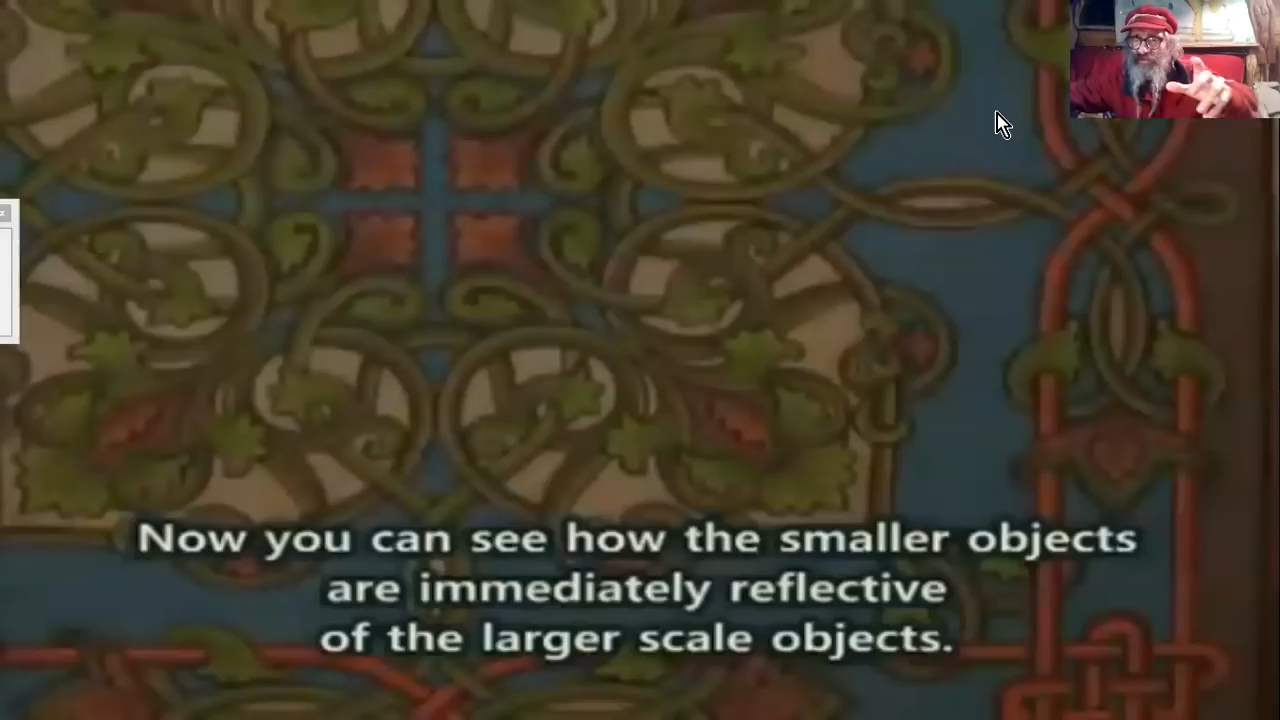 Now you can see how the smaller objects
are immediately reflective
of the larger scale objects.